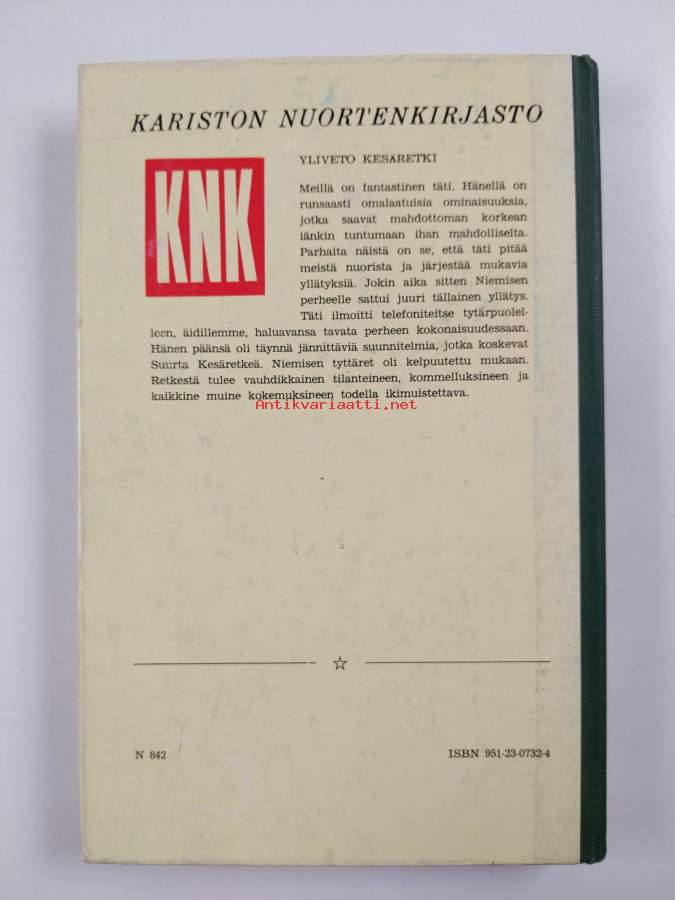 KARISTON NUORTENKIRJASTO
KNK
YLIVETO KESÄRETKI
Meillä on fantastinen täti. Hänellä on
runsaasti omalaatuisia ominaisuuksia,
jotka saavat mahdottoman korkean
iänkin tuntumaan ihan mahdolliselta.
Parhaita näistä on se, että täti pitää
meistä nuorista ja järjestää mukavia
yllätyksiä. Jokin aika sitten Niemisen
perheelle sattui juuri tällainen yllätys.
Täti ilmoitti telefoniteitse tytärpuolel-
leen, äidillemme, haluavansa tavata perheen kokonaisuudessaan.
Hänen päänsä oli täynnä jännittäviä suunnitelmia, jotka koskevat
Suurta Kesäretkeä. Niemisen tyttäret oli kelpuutettu mukaan.
Retkestä tulee vauhdikkaine tilanteineen, kommelluksineen ja
kaikkine muine kokemuksineen todella ikimuistettava.
Antikvariaatti.net
N 842
ISBN 951-23-0732-4